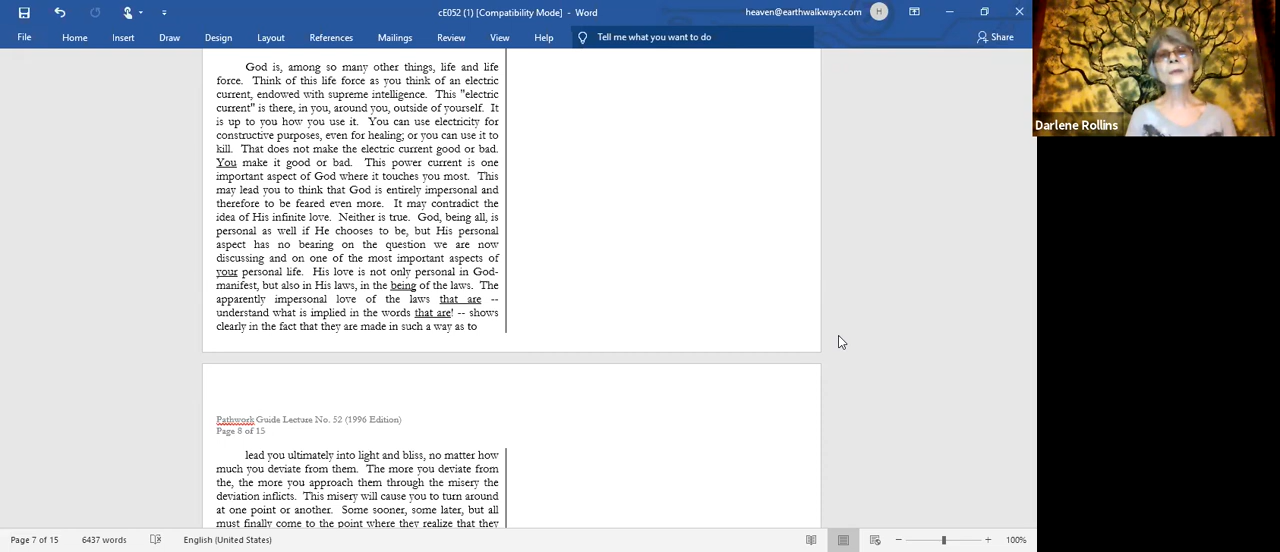 cE052 (1) [Compatibility Mode] - Word
heaven@earthwalkways.com
H
File Home Insert Draw Design Layout References Mailings Review View Help Tell me what you want to do Share
God is, among so many other things, life and life
force. Think of this life force as you think of an electric
current, endowed with supreme intelligence. This "electric
current" is there, in you, around you, outside of yourself. It
is up to you how you use it. You can use electricity for
constructive purposes, even for healing; or you can use it to
kill. That does not make the electric current good or bad.
You make it good or bad. This power current is one
important aspect of God where it touches you most. This
may lead you to think that God is entirely impersonal and
therefore to be feared even more. It may contradict the
idea of His infinite love. Neither is true. God, being all, is
personal as well if He chooses to be, but His personal
aspect has no bearing on the question we are now
discussing and on one of the most important aspects of
your personal life. His love is not only personal in God-
manifest, but also in His laws, in the being of the laws. The
apparently impersonal love of the laws that are --
understand what is implied in the words that are! -- shows
clearly in the fact that they are made in such a way as to
Pathwork Guide Lecture No. 52 (1996 Edition)
Page 8 of 15
lead you ultimately into light and bliss, no matter how
much you deviate from them. The more you deviate from
the, the more you approach them through the misery the
deviation inflicts. This misery will cause you to turn around
at one point or another. Some sooner, some later, but all
must finally come to the point where they realize that they
Page 7 of 15 6437 words English (United States) 100%
Darlene Rollins